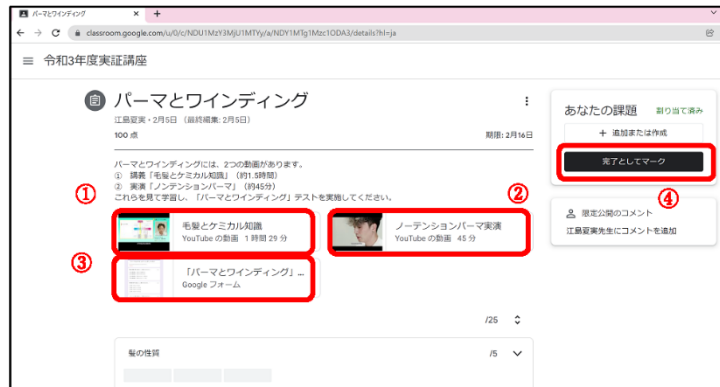 パーマとワインディング
classroom.google.com/u/0/c/NDU1MzY3MjU1MTYy/a/NDY1MTg1Mzc1ODA3/details?hl=ja
令和3年度実証講座
パーマとワインディング
江島夏実・2月5日 (最終編集: 2月5日)
100 点
期限: 2月16日
パーマとワインディングには、2つの動画があります。
① 講義「毛髪とケミカル知識」(約1.5時間)
② 実演「ノンテンションパーマ」(約45分)
これらを見て学習し、「パーマとワインディング」テストを実施してください。
①
毛髪とケミカル知識
YouTube の動画 1 時間 29 分
②
ノーテンションパーマ実演
YouTube の動画 45 分
③
「パーマとワインディング」...
Google フォーム
/25
髪の性質
/5
あなたの課題
割り当て済み
+ 追加または作成
完了としてマーク
④
限定公開のコメント
江島夏実先生にコメントを追加